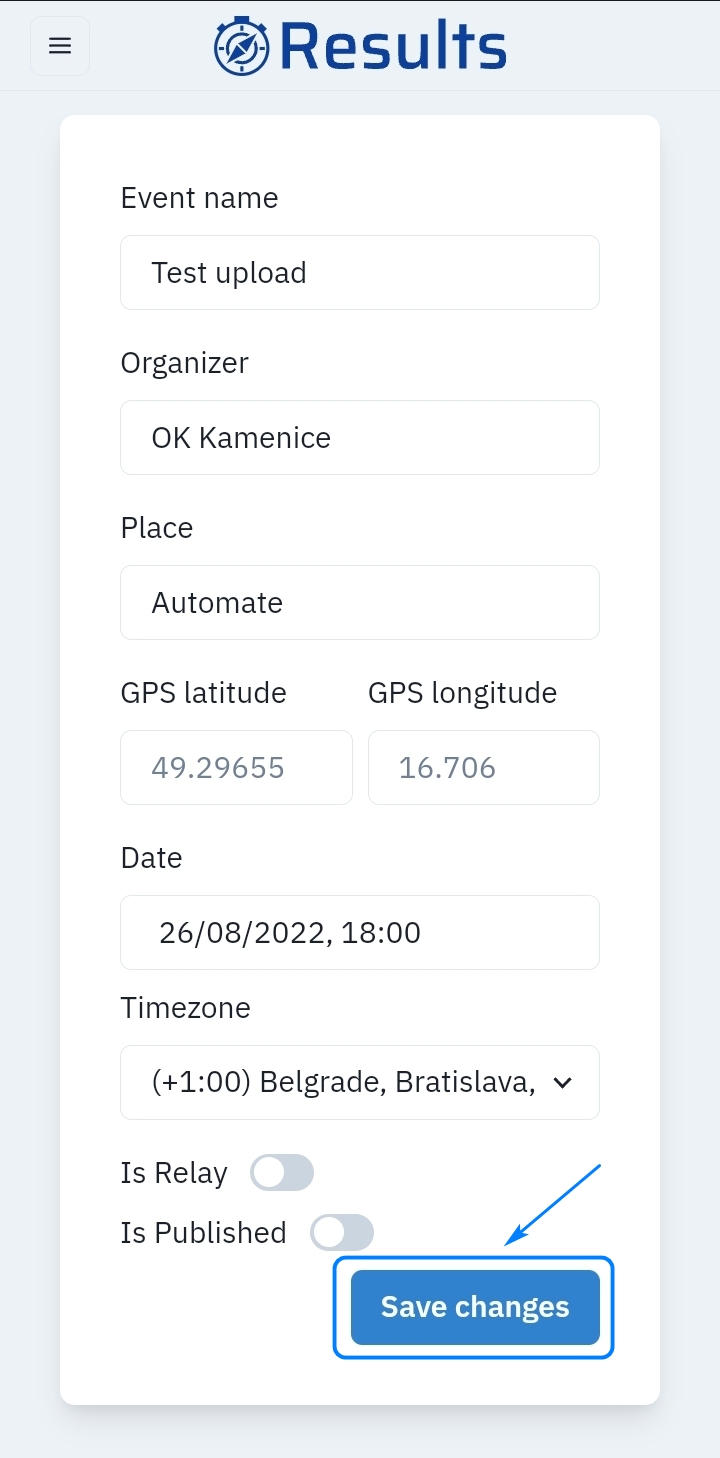 Results
Event name
Test upload
Organizer
OK Kamenice
Place
Automate
GPS latitude GPS longitude
49.29655 16.706
Date
26/08/2022, 18:00
Timezone
(+1:00) Belgrade, Bratislava,
Is Relay
Is Published
Save changes